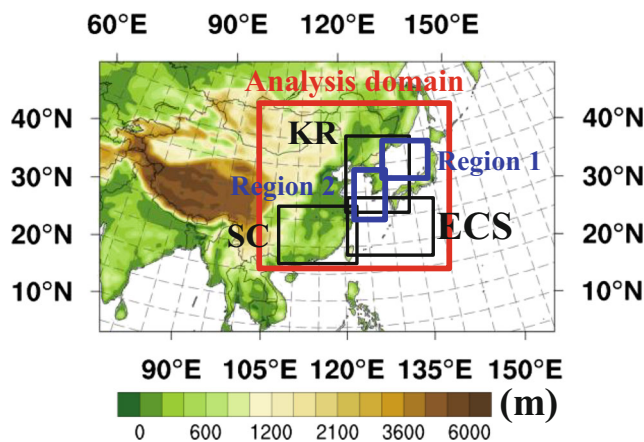 60°E 90°E 120°E 150°E
Analysis domain
40°N KR 40°N
Region 1
30°N Region 2 30°N
20°N SC ECS 20°N
10°N 10°N
90°E 105°E 120°E 135°E 150°E
(m)
0 600 1200 2100 3600 6000